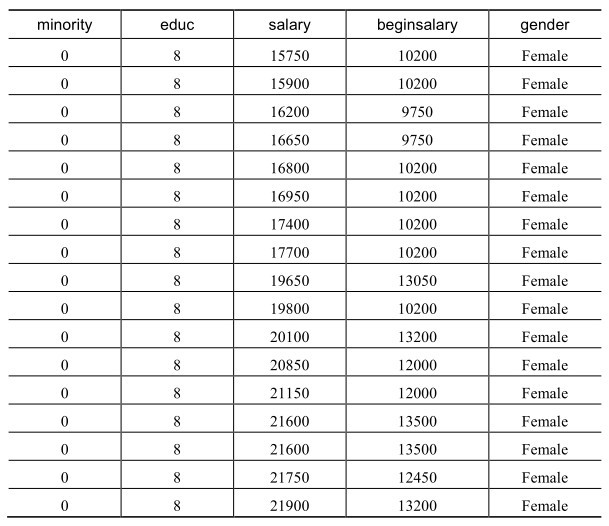 minority educ salary beginsalary gender
0 8 15750 10200 Female
0 8 15900 10200 Female
0 8 16200 9750 Female
0 8 16650 9750 Female
0 8 16800 10200 Female
0 8 16950 10200 Female
0 8 17400 10200 Female
0 8 17700 10200 Female
0 8 19650 13050 Female
0 8 19800 10200 Female
0 8 20100 13200 Female
0 8 20850 12000 Female
0 8 21150 12000 Female
0 8 21600 13500 Female
0 8 21600 13500 Female
0 8 21750 12450 Female
0 8 21900 13200 Female